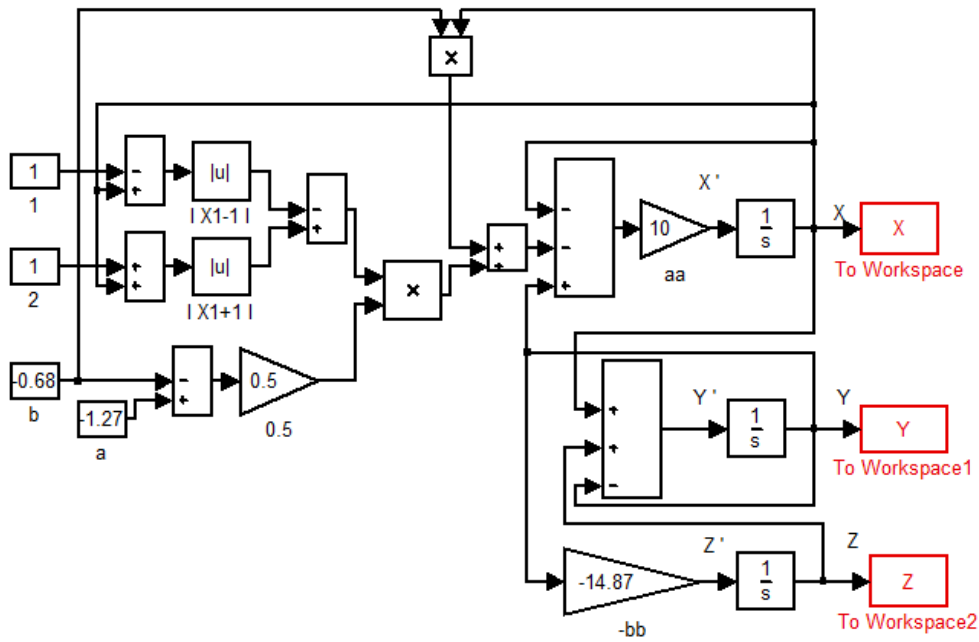 ×
1
-
+
|u|
1
| X1-1 |
-
+
X '
-
-
+
10
1
s
X
X
aa
To Workspace
+
+
1
+
+
|u|
×
2
| X1+1 |
-0.68
-
+
0.5
b
-1.27
a
0.5
+
+
-
Y '
1
s
Y
Y
To Workspace1
-14.87
Z '
1
s
Z
Z
-bb
To Workspace2